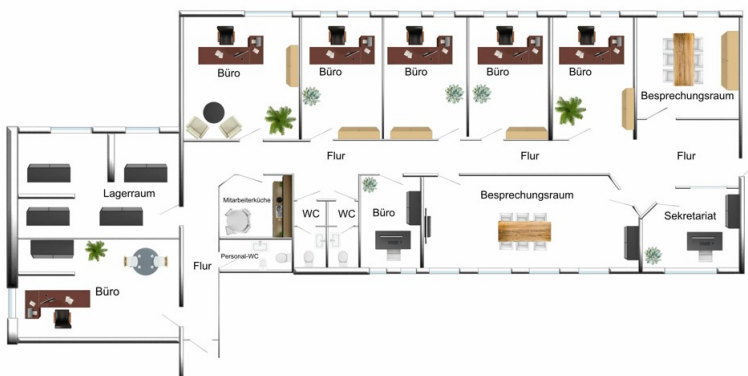 Büro
Büro
Büro
Büro
Büro
Besprechungsraum
Flur
Flur
Flur
Lagerraum
Mitarbeiterküche
WC
WC
Büro
Besprechungsraum
Sekretariat
Personal-WC
Flur
Büro